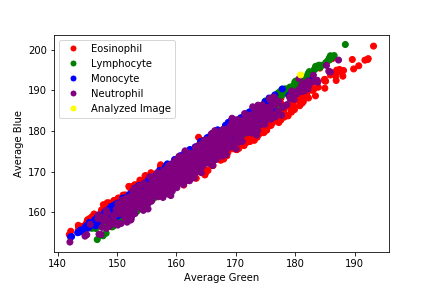 200
190
180
170
160
Average Blue
Eosinophil
Lymphocyte
Monocyte
Neutrophil
Analyzed Image
140 150 160 170 180 190
Average Green